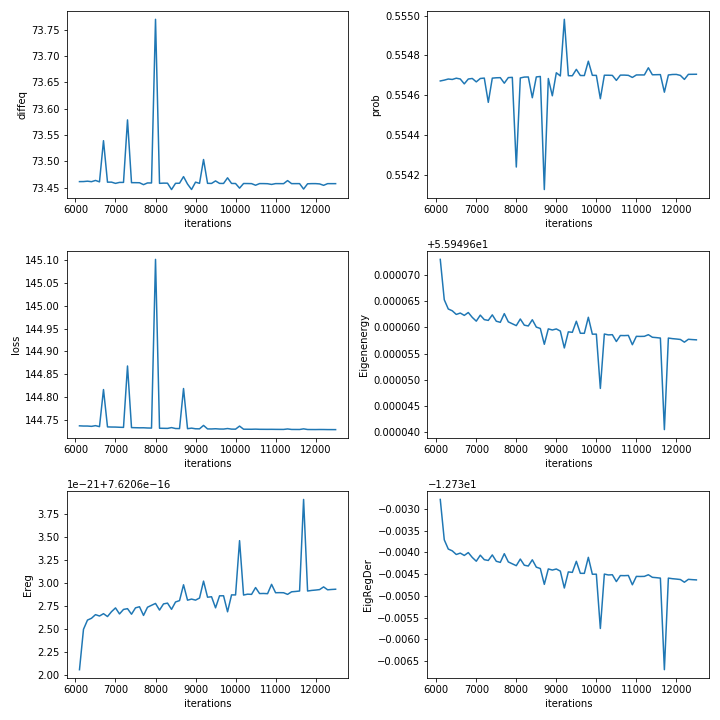 73.75
73.70
73.65
73.60
73.55
73.50
73.45
diffeq
6000 7000 8000 9000 10000 11000 12000
iterations
0.5550
0.5548
0.5546
0.5544
0.5542
prob
6000 7000 8000 9000 10000 11000 12000
iterations
145.10
145.05
145.00
144.95
144.90
144.85
144.80
144.75
loss
6000 7000 8000 9000 10000 11000 12000
iterations
+5.59496e1
0.000070
0.000065
0.000060
0.000055
0.000050
0.000045
0.000040
Eigenenergy
6000 7000 8000 9000 10000 11000 12000
iterations
1e−21+7.6206e−16
3.75
3.50
3.25
3.00
2.75
2.50
2.25
2.00
Ereg
6000 7000 8000 9000 10000 11000 12000
iterations
−1.273e1
−0.0030
−0.0035
−0.0040
−0.0045
−0.0050
−0.0055
−0.0060
−0.0065
EigRegDer
6000 7000 8000 9000 10000 11000 12000
iterations